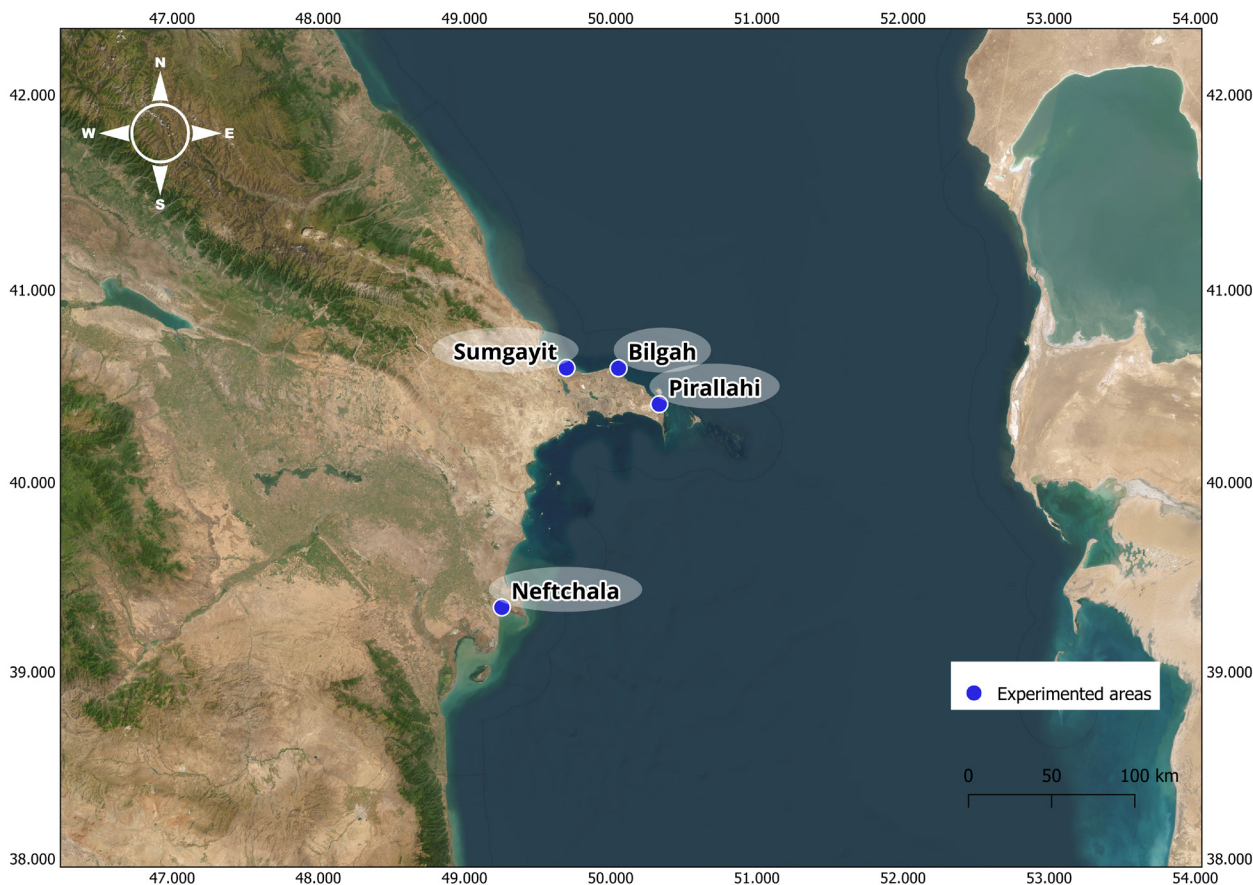 47.000 48.000 49.000 50.000 51.000 52.000 53.000 54.000
42.000 42.000
N
W E
S
41.000 41.000
Sumgayit Bilgah
Pirallahi
40.000 40.000
Neftchala
39.000 39.000
Experimented areas
0 50 100 km
38.000 38.000
47.000 48.000 49.000 50.000 51.000 52.000 53.000 54.000